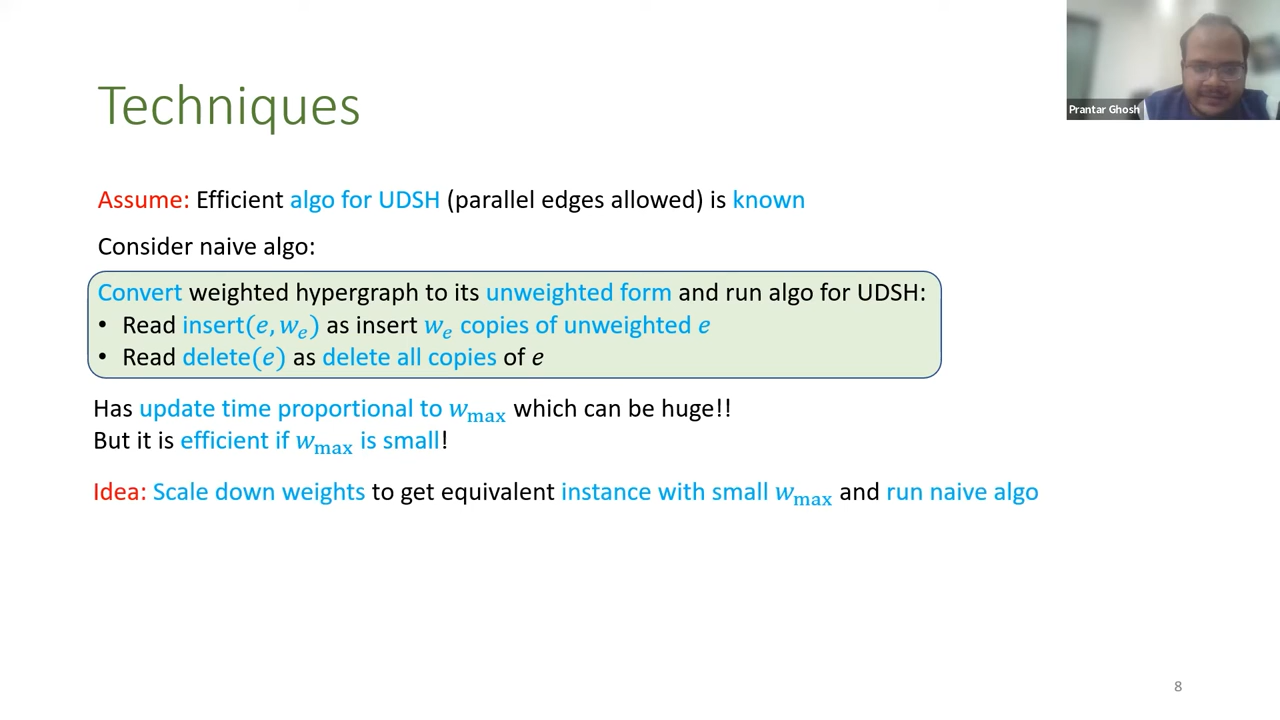 Prantar Ghosh
Techniques
Assume: Efficient algo for UDSH (parallel edges allowed) is known
Consider naive algo:
Convert weighted hypergraph to its unweighted form and run algo for UDSH:
• Read insert(e, wₑ) as insert wₑ copies of unweighted e
• Read delete(e) as delete all copies of e
Has update time proportional to w_max which can be huge!!
But it is efficient if w_max is small!
Idea: Scale down weights to get equivalent instance with small w_max and run naive algo
8